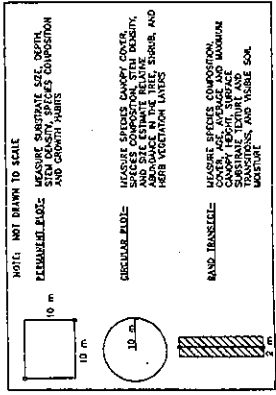 NOTE: NOT DRAWN TO SCALE
10 m
10 m
PERMANENT PLOT-
MEASURE SUBSTRATE SIZE, DEPTH,
STEM DENSITY, SPECIES COMPOSITION
AND GROWTH HABITS
10 m
CIRCULAR PLOT-
MEASURE SPECIES CANOPY COVER,
SPECIES COMPOSITION, STEM DENSITY,
AND SIZE ESTIMATE RELATIVE
ABUNDANCE IN THE TREE, SHRUB, AND
HERB VEGETATION LAYERS
2 m
BAND TRANSECT-
MEASURE SPECIES COMPOSITION,
COVER, AGE, AVERAGE AND MAXIMUM
CANOPY HEIGHT, SURFACE
SUBSTRATE TEXTURE AND
TRANSITIONS, AND VISIBLE SOIL
MOISTURE